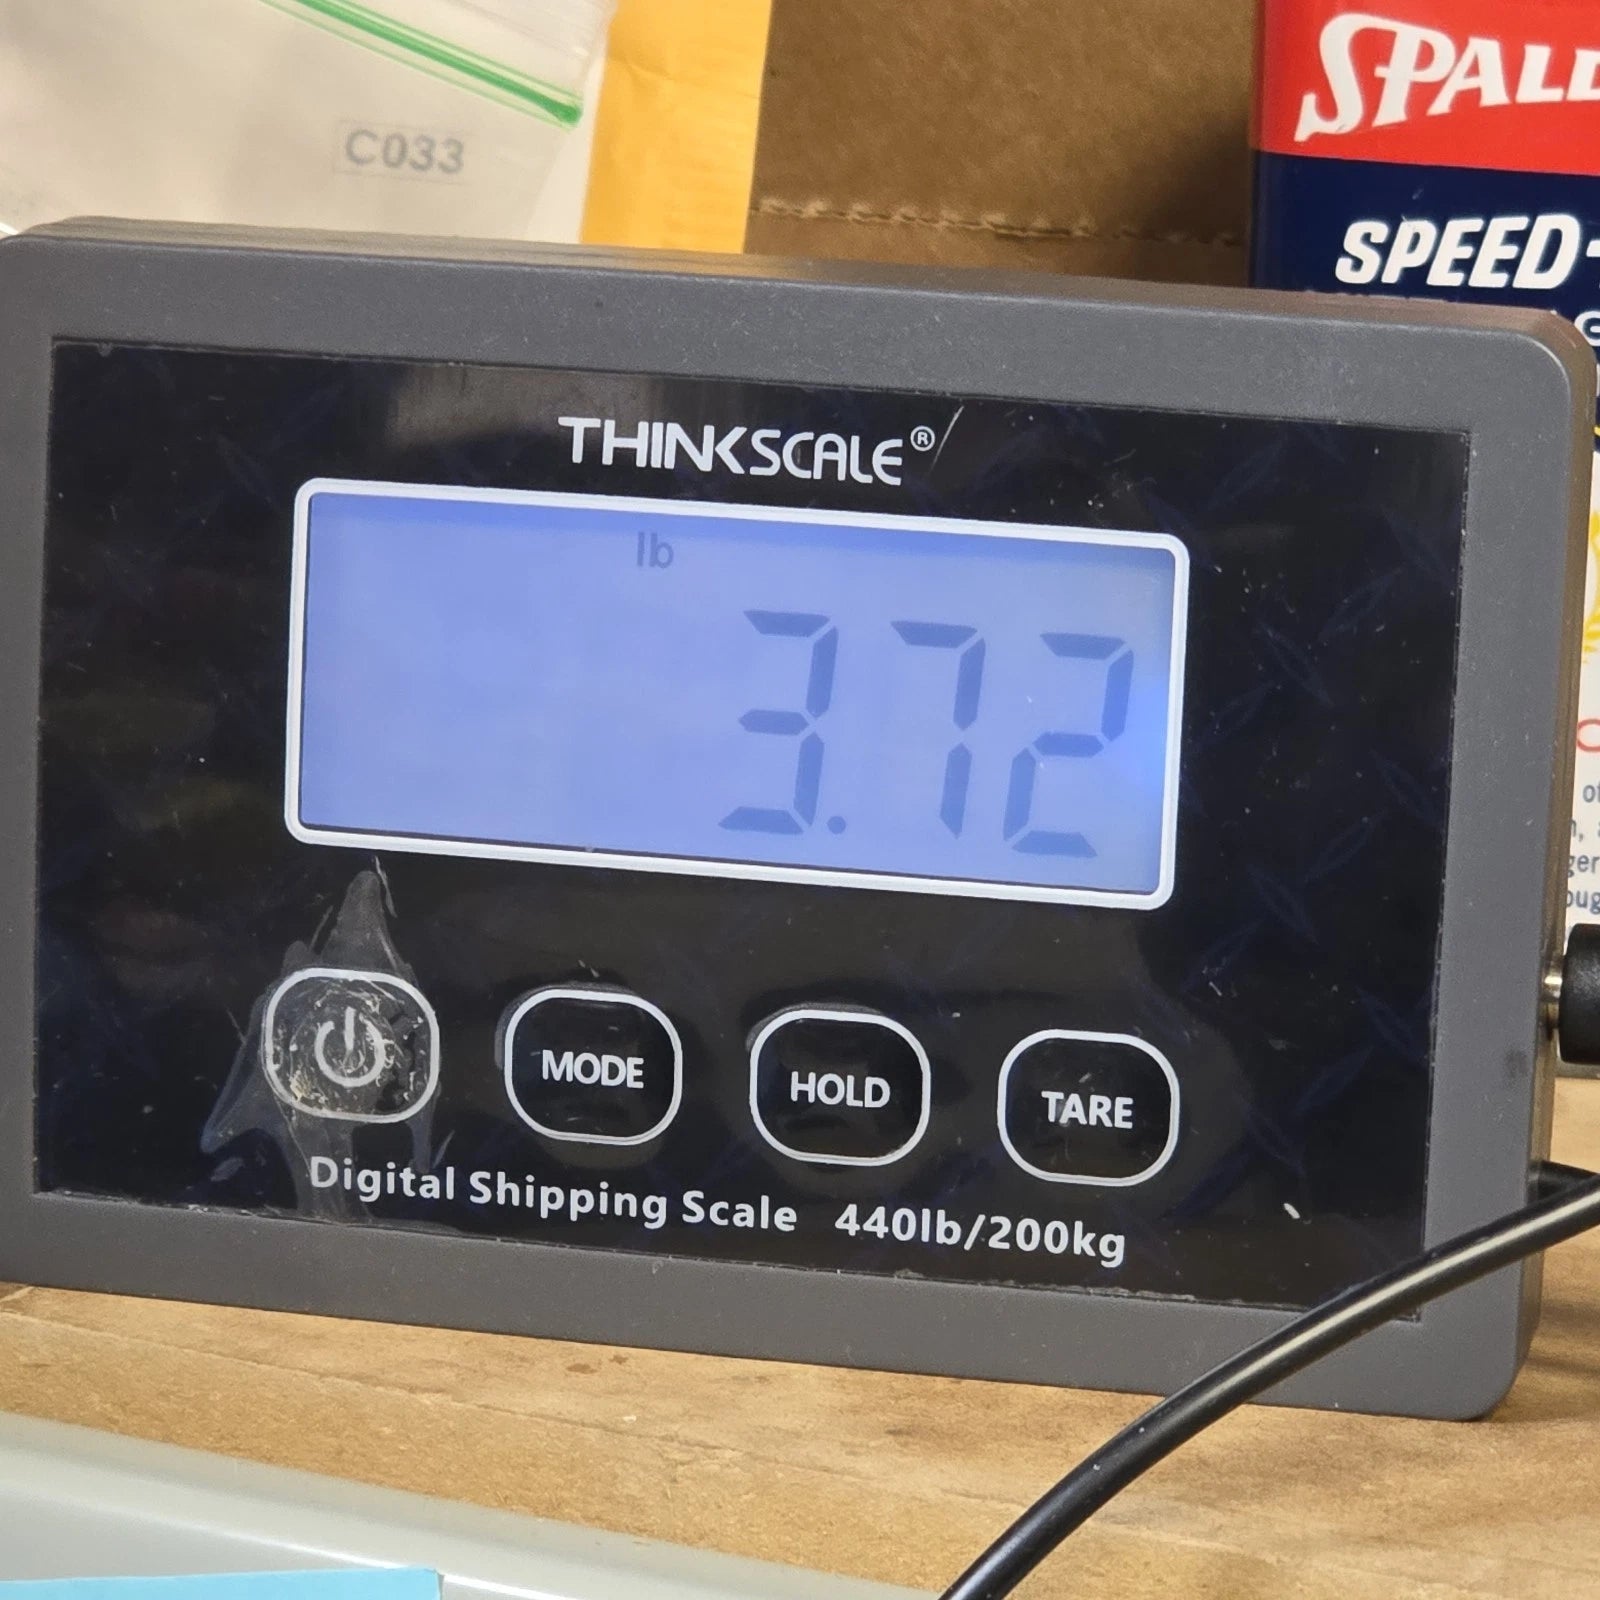 C033
SPALD
SPEED-
THINKSCALE®
lb
3.72
MODE
HOLD
TARE
Digital Shipping Scale 440lb/200kg